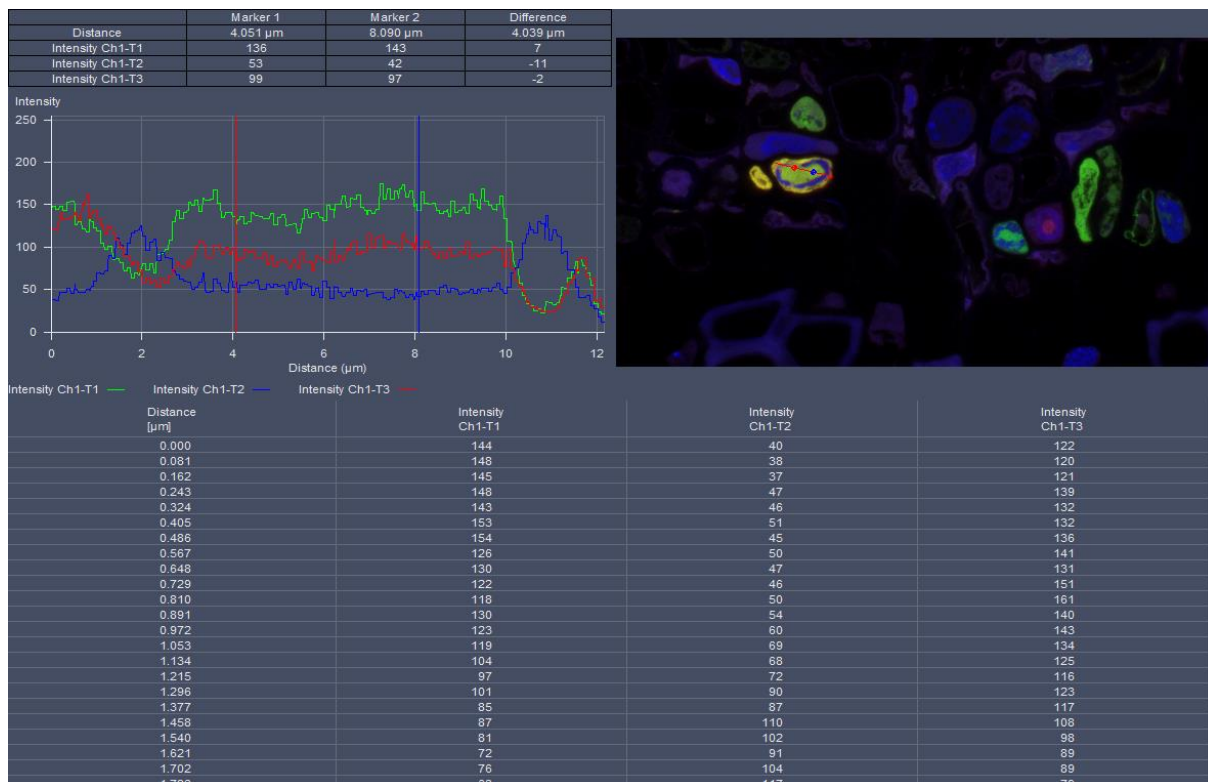 Marker 1 Marker 2 Difference
Distance 4.051 µm 8.090 µm 4.039 µm
Intensity Ch1-T1 136 143 7
Intensity Ch1-T2 53 42 -11
Intensity Ch1-T3 99 97 -2
Intensity
250
200
150
100
50
0
0 2 4 6 8 10 12
Distance (µm)
Intensity Ch1-T1 Intensity Ch1-T2 Intensity Ch1-T3
Distance Intensity Intensity Intensity
[µm] Ch1-T1 Ch1-T2 Ch1-T3
0.000 144 40 122
0.081 148 38 120
0.162 145 37 121
0.243 148 47 139
0.324 143 46 132
0.405 153 51 132
0.486 154 45 136
0.567 126 50 141
0.648 130 47 131
0.729 122 46 151
0.810 118 50 161
0.891 130 54 140
0.972 123 60 143
1.053 119 69 134
1.134 104 68 125
1.215 97 72 116
1.296 101 90 123
1.377 85 87 117
1.458 87 110 108
1.540 81 102 98
1.621 72 91 89
1.702 76 104 89